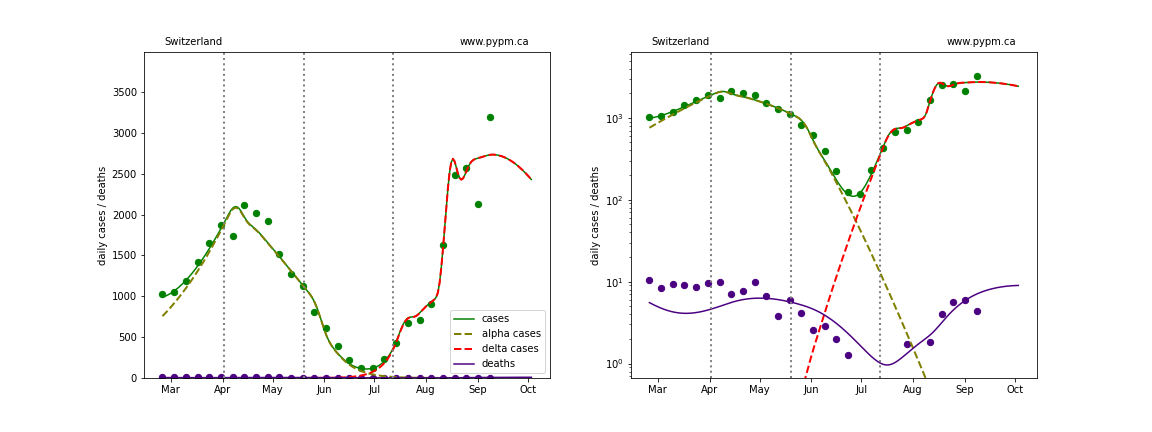 Switzerland www.pypm.ca
daily cases / deaths
3500
3000
2500
2000
1500
1000
500
0
Mar Apr May Jun Jul Aug Sep Oct
cases
alpha cases
delta cases
deaths
Switzerland www.pypm.ca
daily cases / deaths
10³
10²
10¹
10⁰
Mar Apr May Jun Jul Aug Sep Oct